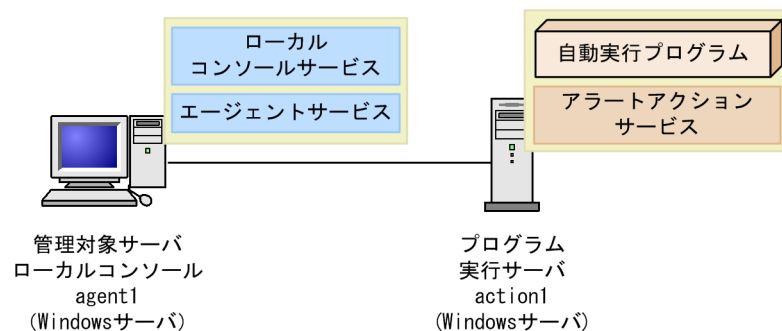 ローカル
コンソールサービス
エージェントサービス
自動実行プログラム
アラートアクション
サービス
管理対象サーバ
ローカルコンソール
agent1
(Windowsサーバ)
プログラム
実行サーバ
action1
(Windowsサーバ)